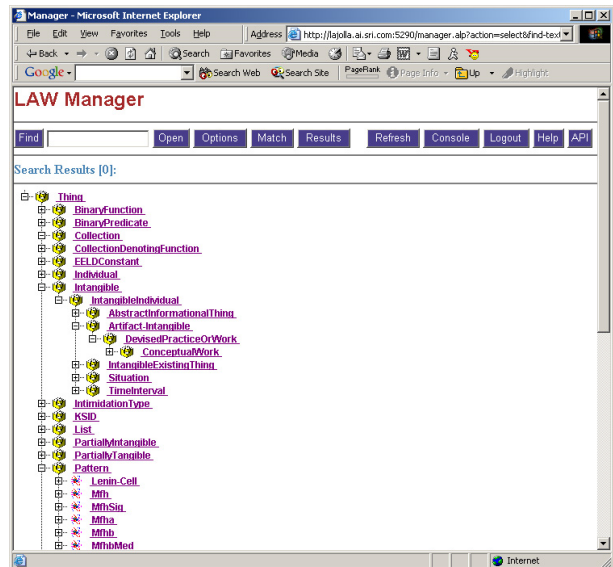 Manager - Microsoft Internet Explorer
File Edit View Favorites Tools Help Address http://lajolla.ai.sri.com:5290/manager.alp?action=select&find-text
Back Search Favorites Media
Google Search Web Search Site PageRank Page Info Up Highlight
LAW Manager
Find Open Options Match Results Refresh Console Logout Help API
Search Results [0]:
Thing
BinaryFunction
BinaryPredicate
Collection
CollectionDenotingFunction
EELDConstant
Individual
Intangible
IntangibleIndividual
AbstractInformationalThing
Artifact-Intangible
DevisedPracticeOrWork
ConceptualWork
IntangibleExistingThing
Situation
TimeInterval
IntimidationType
KSID
List
PartiallyIntangible
PartiallyTangible
Pattern
Lenin-Cell
Mfh
MfhSig
Mfha
Mfhb
MfhbMed
Internet